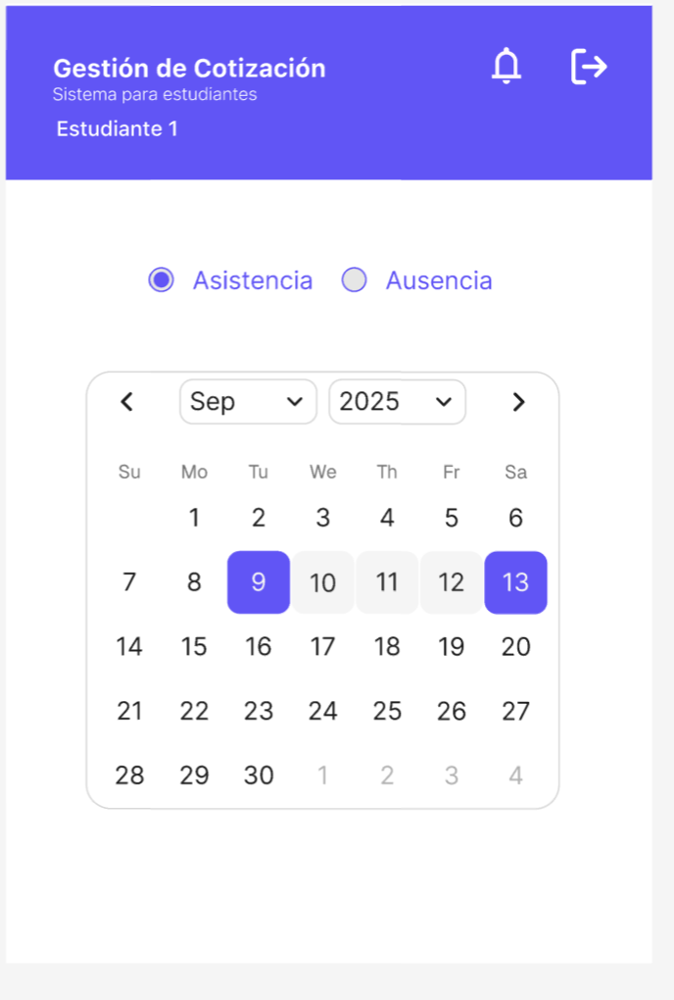 Gestión de Cotización
Sistema para estudiantes
Estudiante 1
Asistencia Ausencia
Sep 2025
Su Mo Tu We Th Fr Sa
1 2 3 4 5 6
7 8 9 10 11 12 13
14 15 16 17 18 19 20
21 22 23 24 25 26 27
28 29 30 1 2 3 4